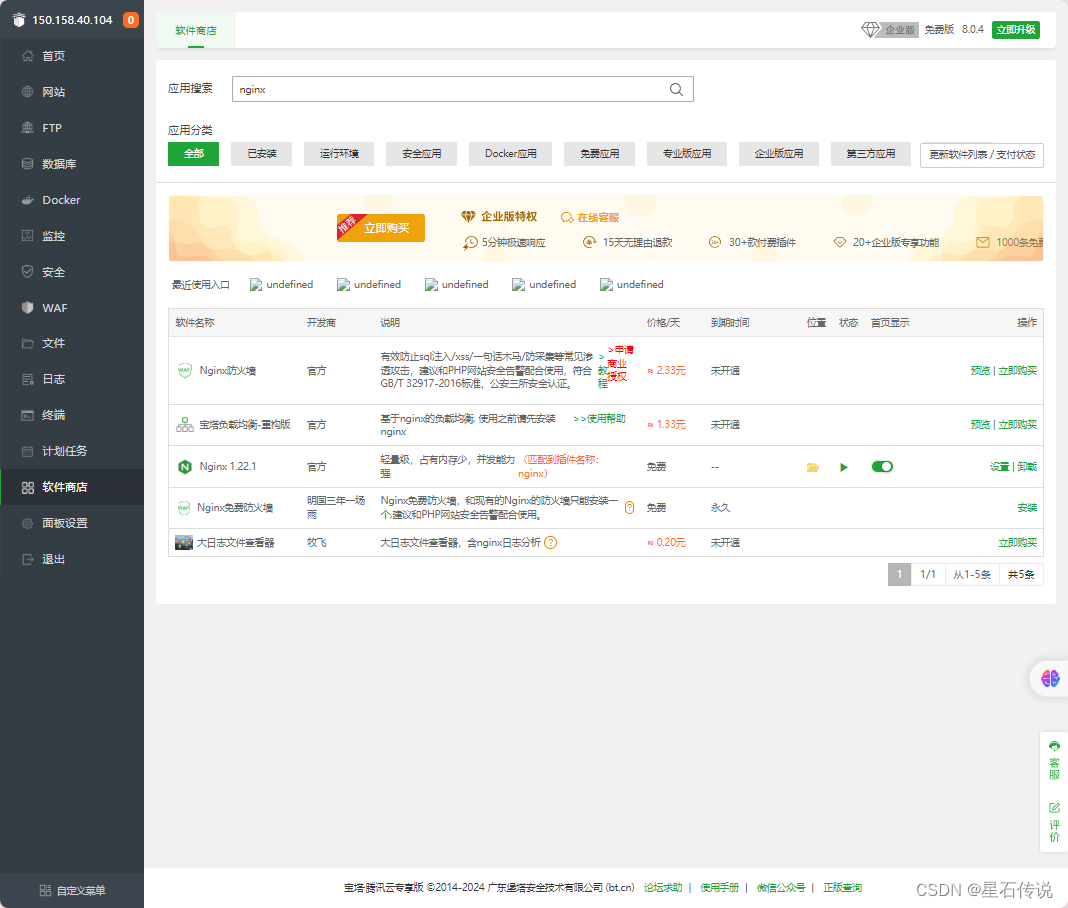 150.158.40.104 0
首页
网站
FTP
数据库
Docker
监控
安全
WAF
文件
日志
终端
计划任务
软件商店
面板设置
退出
自定义菜单
软件商店
企业版 免费版 8.0.4 立即升级
应用搜索 nginx
应用分类
全部 已安装 运行环境 安全应用 Docker应用 免费应用 专业版应用 企业版应用 第三方应用 更新软件列表 / 支付状态
推荐 立即购买
企业版特权 在线客服
5分钟极速响应 15天无理由退款 30+款付费插件 20+企业版专享功能 1000条免费
最近使用入口 undefined undefined undefined undefined undefined
软件名称 开发商 说明 价格/天 到期时间 位置 状态 首页显示 操作
Nginx防火墙 官方 有效防止sql注入/xss/一句话木马/防采集等常见渗
透攻击，建议和PHP网站安全告警配合使用，符合
GB/T 32917-2016标准，公安三所安全认证。
>
教
程
>申请
商业
授权
≈ 2.33元 未开通 预览 | 立即购买
宝塔负载均衡-重构版 官方 基于nginx的负载均衡, 使用之前请先安装
nginx
>>使用帮助 ≈ 1.33元 未开通 预览 | 立即购买
Nginx 1.22.1 官方 轻量级，占有内存少，并发能力
强
（匹配到插件名称:
nginx）
免费 -- 设置 | 卸载
WAF Nginx免费防火墙 明国三年一场
雨
Nginx免费防火墙，和现有的Nginx的防火墙只能安装一
个,建议和PHP网站安全告警配合使用。
? 免费 永久 安装
大日志文件查看器 牧飞 大日志文件查看器，含nginx日志分析 ? ≈ 0.20元 未开通 立即购买
1 1/1 从1-5条 共5条
客服
评价
宝塔·腾讯云专享版 ©2014-2024 广东堡塔安全技术有限公司 (bt.cn) 论坛求助 | 使用手册 | 微信公众号 | 正版查询
CSDN @星石传说